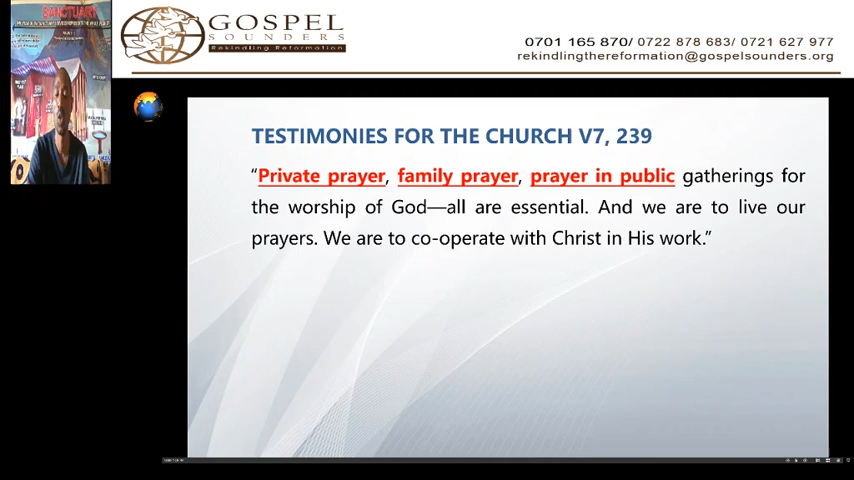 SANCTUARY
GOSPEL
SOUNDERS
Rekindling Reformation
0701 165 870/ 0722 878 683/ 0721 627 977
rekindlingthereformation@gospelsounders.org
TESTIMONIES FOR THE CHURCH V7, 239
“Private prayer, family prayer, prayer in public gatherings for
the worship of God—all are essential. And we are to live our
prayers. We are to co-operate with Christ in His work.”